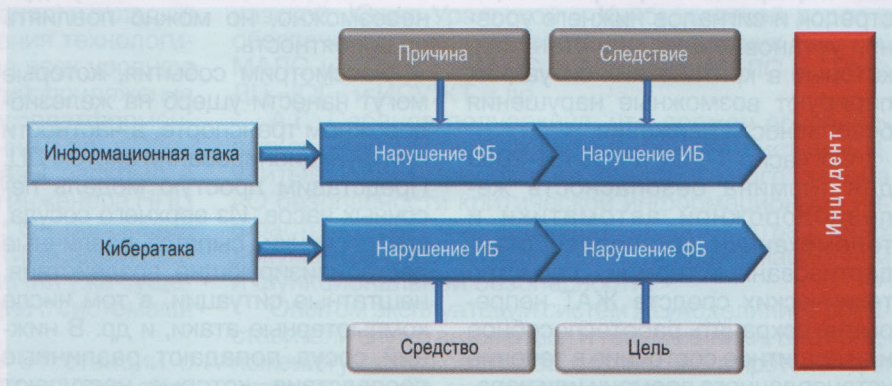 Причина
Следствие
Информационная атака
Нарушение ФБ
Нарушение ИБ
Кибератака
Нарушение ИБ
Нарушение ФБ
Средство
Цель
Инцидент